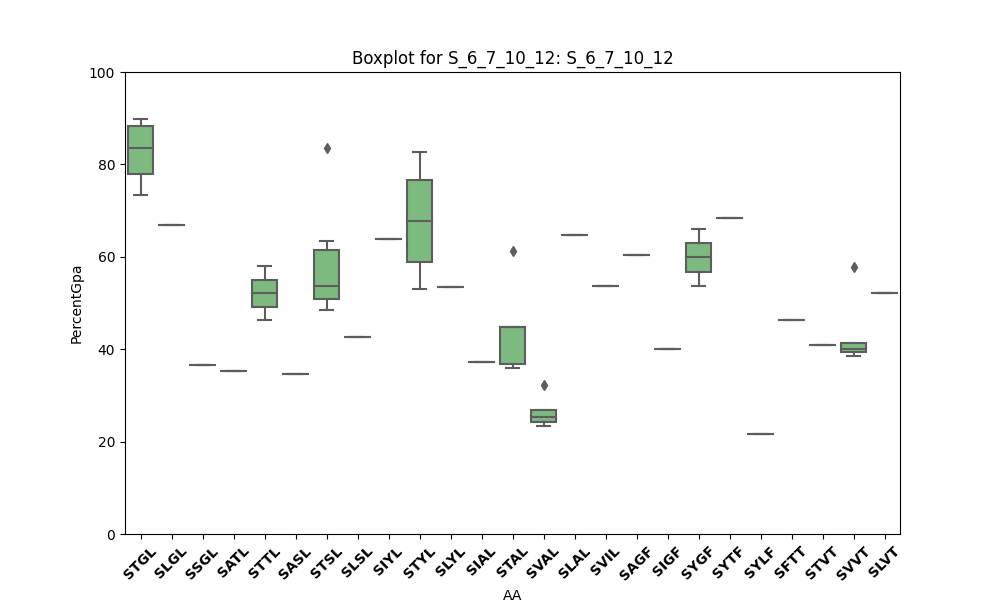 Boxplot for S_6_7_10_12: S_6_7_10_12
100
80
60
40
20
0
PercentGpa
STGL SLGL SSGL SATL STTL SASL STSL SLSL SIYL STYL SLYL SIAL STAL SVAL SLAL SVIL SAGF SIGF SYGF SYTF SYLF SFTT STVT SVVT SLVT
AA